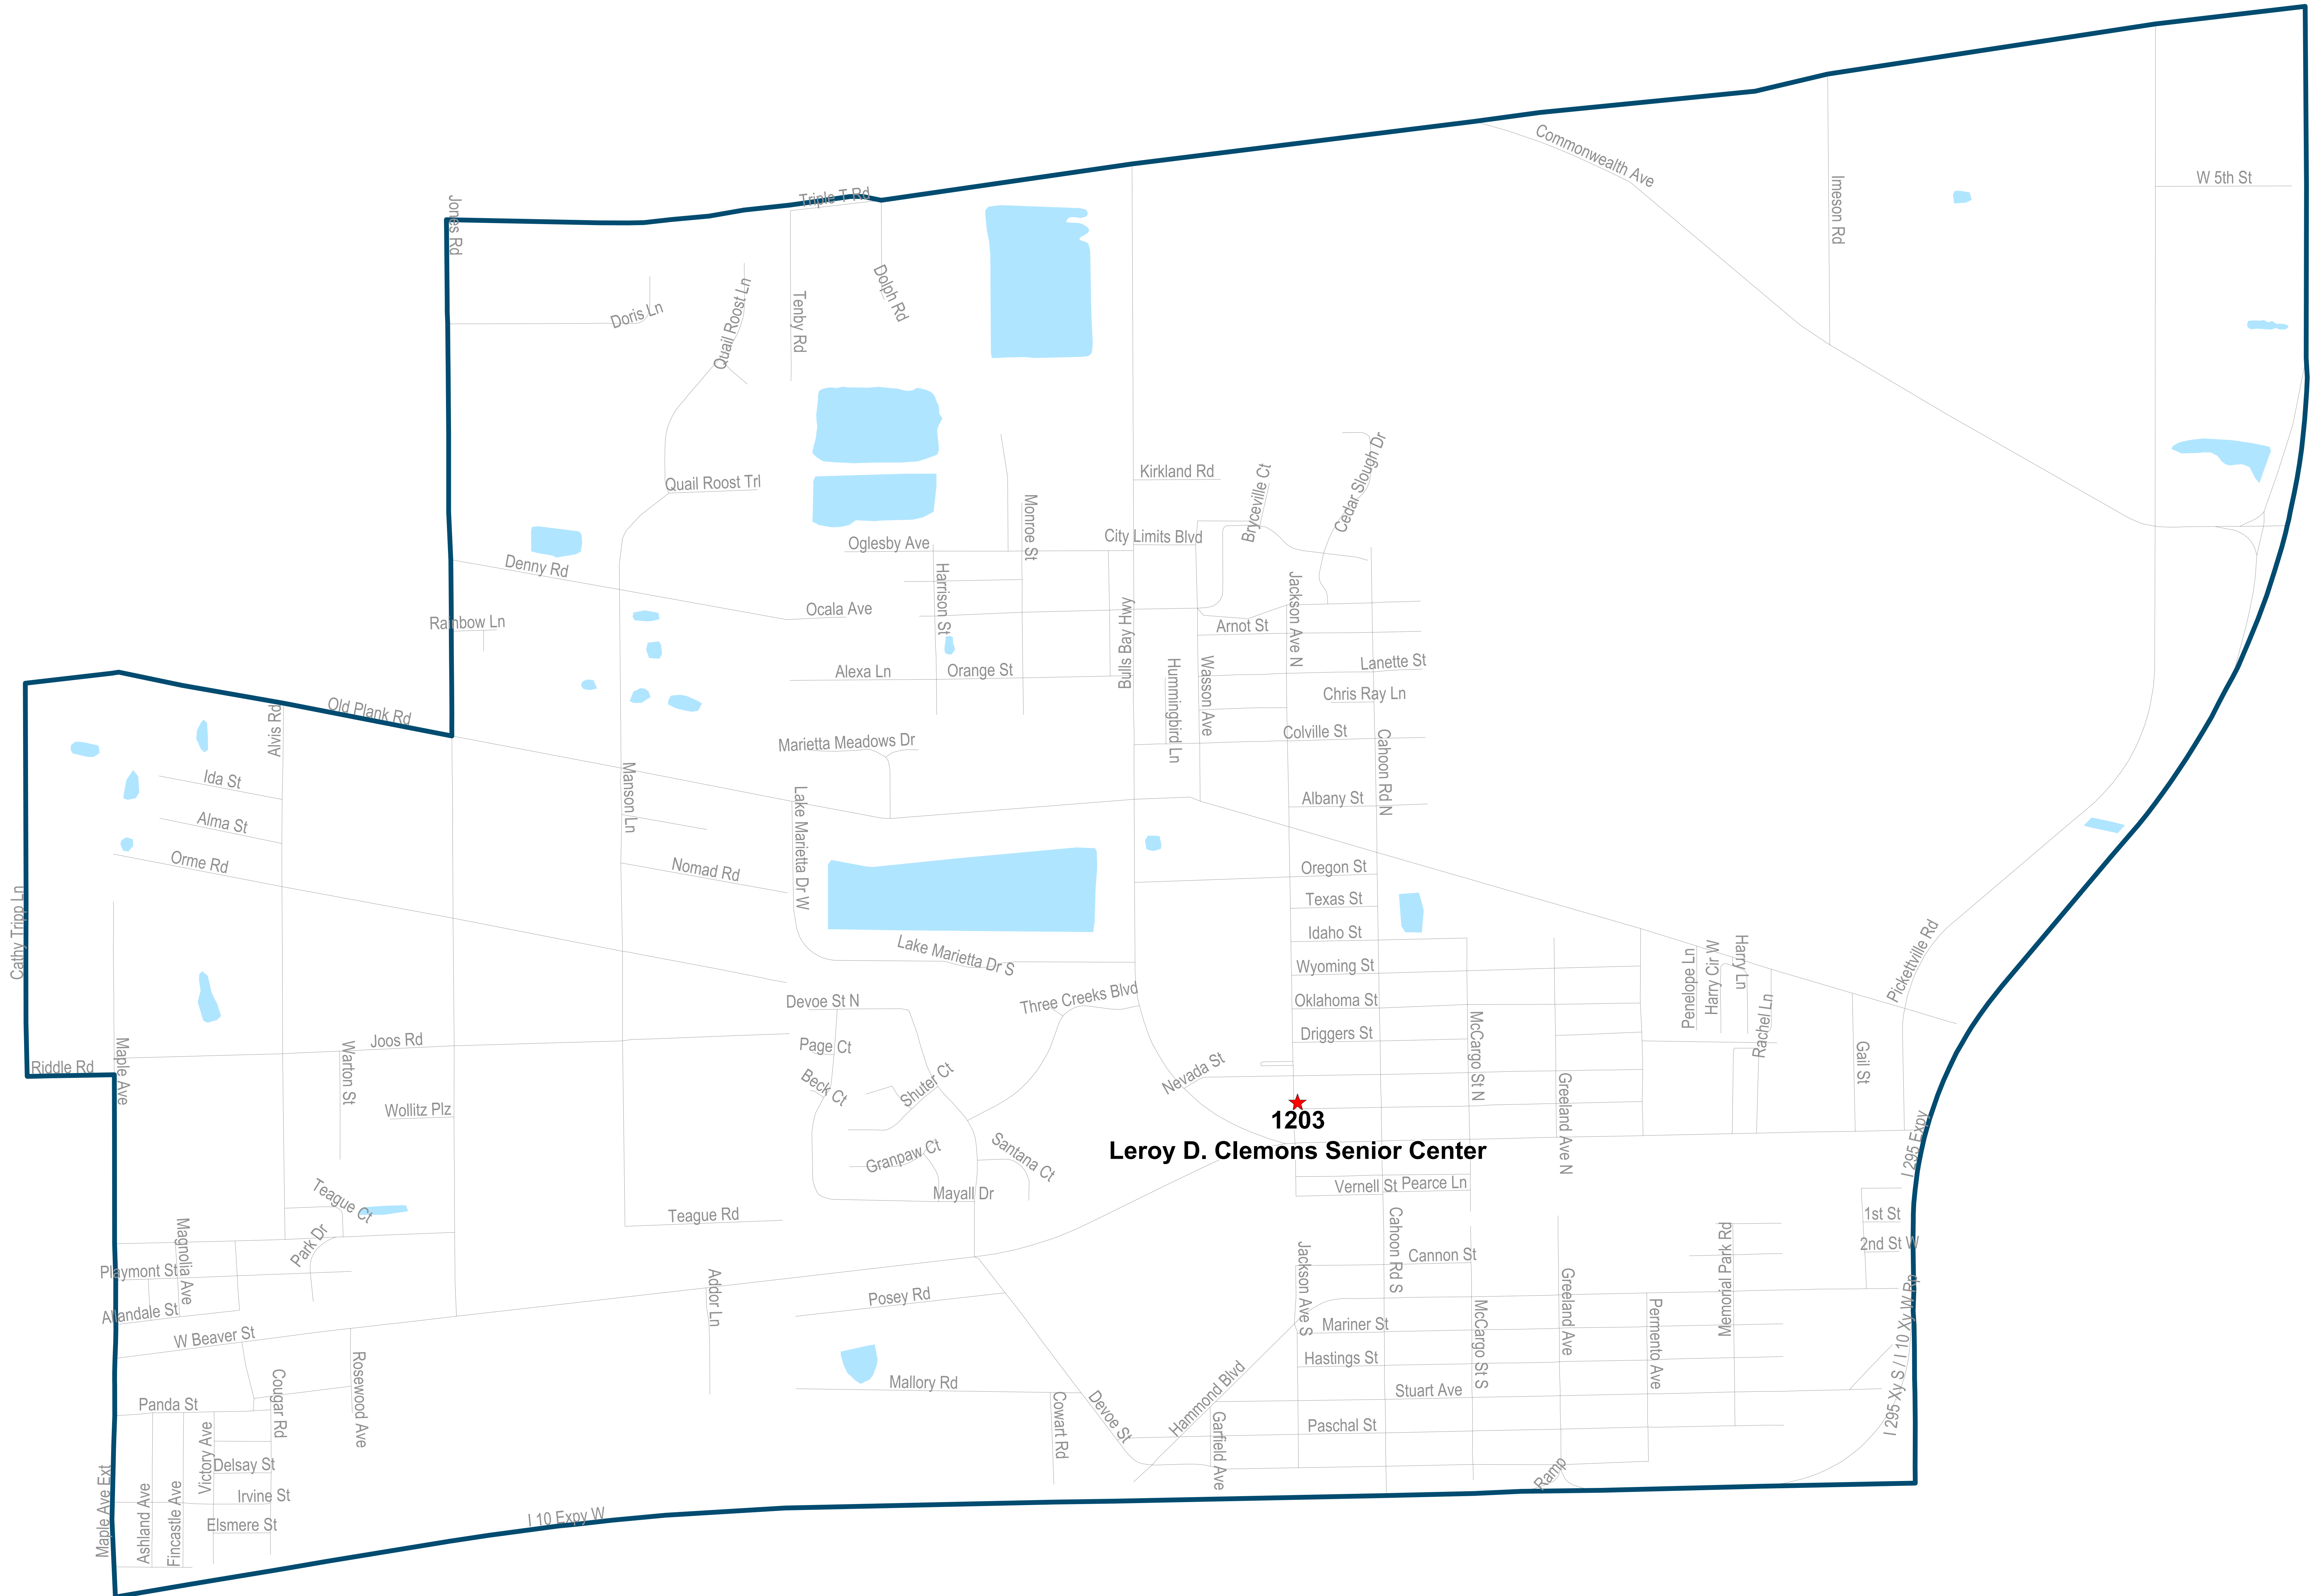 Commonwealth Ave
Imeson Rd
W 5th St
Jones Rd
Triple T Rd
Doris Ln
Quail Roost Ln
Tenby Rd
Dolph Rd
Quail Roost Trl
Kirkland Rd
Bryceville Ct
Cedar Slough Dr
Monroe St
City Limits Blvd
Oglesby Ave
Denny Rd
Harrison St
Jackson Ave N
Ocala Ave
Rainbow Ln
Arnot St
Bulls Bay Hwy
Alexa Ln
Orange St
Hummingbird Ln
Wasson Ave
Lanette St
Chris Ray Ln
Old Plank Rd
Alvis Rd
Marietta Meadows Dr
Colville St
Cahoon Rd N
Ida St
Manson Ln
Lake Marietta Dr W
Albany St
Alma St
Orme Rd
Nomad Rd
Oregon St
Texas St
Cathy Tripp Ln
Idaho St
Lake Marietta Dr S
Wyoming St
Penelope Ln
Harry Cir W
Harry Ln
Pickettville Rd
Devoe St N
Three Creeks Blvd
Oklahoma St
Rachel Ln
Driggers St
McCargo St N
Joos Rd
Page Ct
Riddle Rd
Maple Ave
Warton St
Gail St
Beck Ct
Shuter Ct
Nevada St
Greeland Ave N
Wollitz Plz
1203
Leroy D. Clemons Senior Center
I 295 Expy
Granpaw Ct
Santana Ct
Mayall Dr
Vernell St
Pearce Ln
Teague Ct
Teague Rd
1st St
Park Dr
Magnolia Ave
2nd St W
Cahoon Rd S
Cannon St
Memorial Park Rd
Playmont St
Jackson Ave S
Addor Ln
Posey Rd
Greeland Ave
Allandale St
W Beaver St
Mariner St
McCargo St S
Permento Ave
I 295 Xy S / I 10 Xy W Rp
Hastings St
Rosewood Ave
Cougar Rd
Mallory Rd
Stuart Ave
Panda St
Cowart Rd
Devoe St
Hammond Blvd
Garfield Ave
Paschal St
Victory Ave
Delsay St
Ramp
Maple Ave Ext
Ashland Ave
Fincastle Ave
Irvine St
Elsmere St
I 10 Expy W